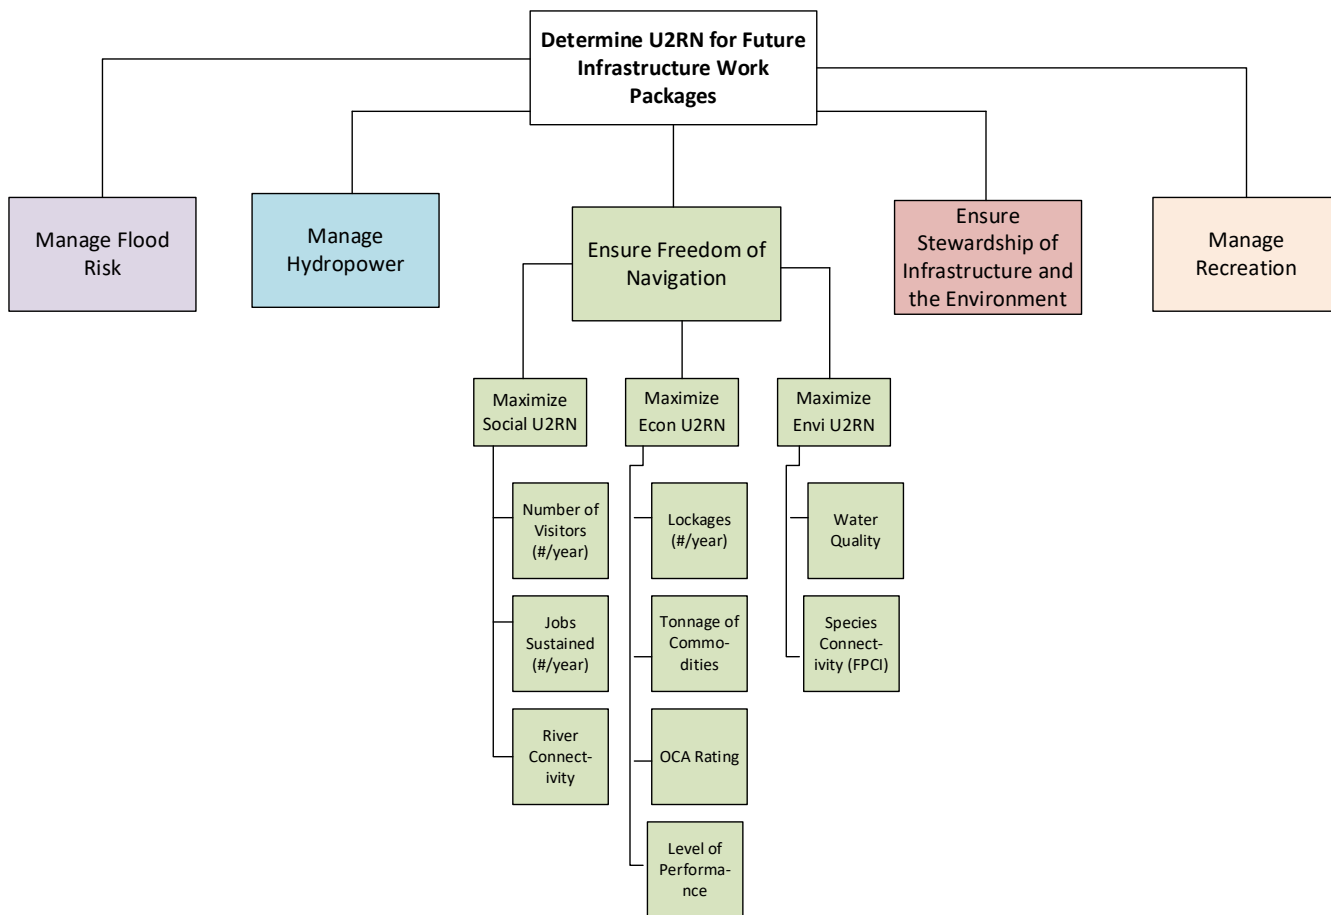 Determine U2RN for Future
Infrastructure Work
Packages
Manage Flood
Risk
Manage
Hydropower
Ensure Freedom of
Navigation
Ensure
Stewardship of
Infrastructure and
the Environment
Manage
Recreation
Maximize
Social U2RN
Maximize
Econ U2RN
Maximize
Envi U2RN
Number of
Visitors
(#/year)
Lockages
(#/year)
Water
Quality
Jobs
Sustained
(#/year)
Tonnage of
Commo-
dities
Species
Connect-
ivity (FPCI)
River
Connect-
ivity
OCA Rating
Level of
Performa-
nce